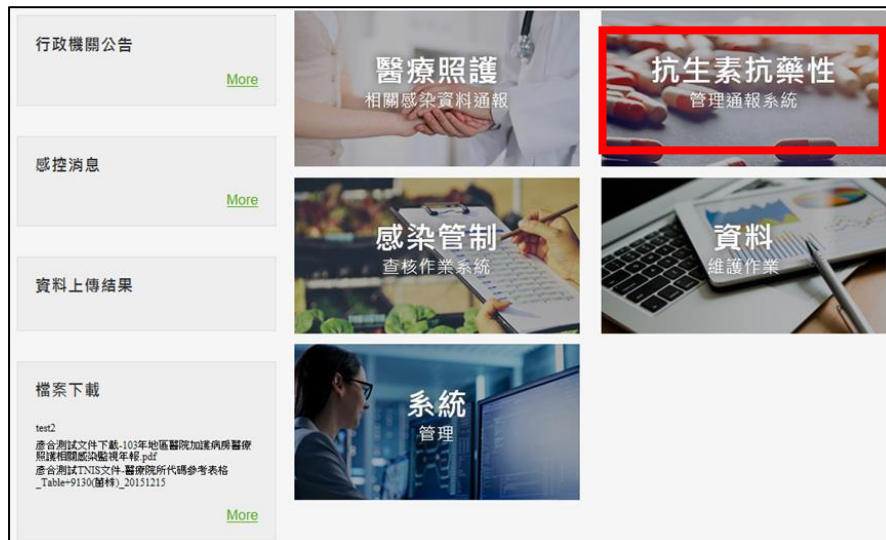 行政機關公告
More
感控消息
More
資料上傳結果
檔案下載
test2
彥合測試文件下載-103年地區醫院加護病房醫療
照護相關感染監視年報.pdf
彥合測試TNIS文件-醫療院所代碼參考表格
_Table+9130(菌株)_20151215
More
醫療照護
相關感染資料通報
抗生素抗藥性
管理通報系統
感染管制
查核作業系統
資料
維護作業
系統
管理